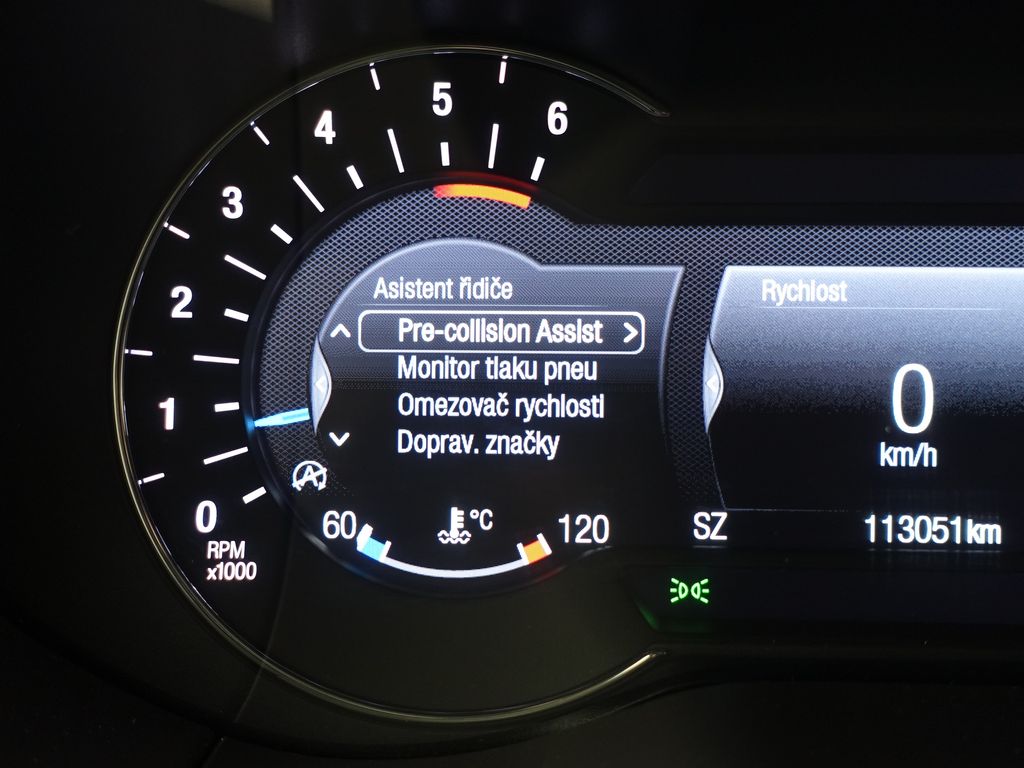 6
5
4
3
2
1
0
RPM
x1000
Asistent řidiče
Pre-collision Assist
Monitor tlaku pneu
Omezovač rychlosti
Doprav. značky
60 °C 120
Rychlost
0
km/h
SZ 113051km